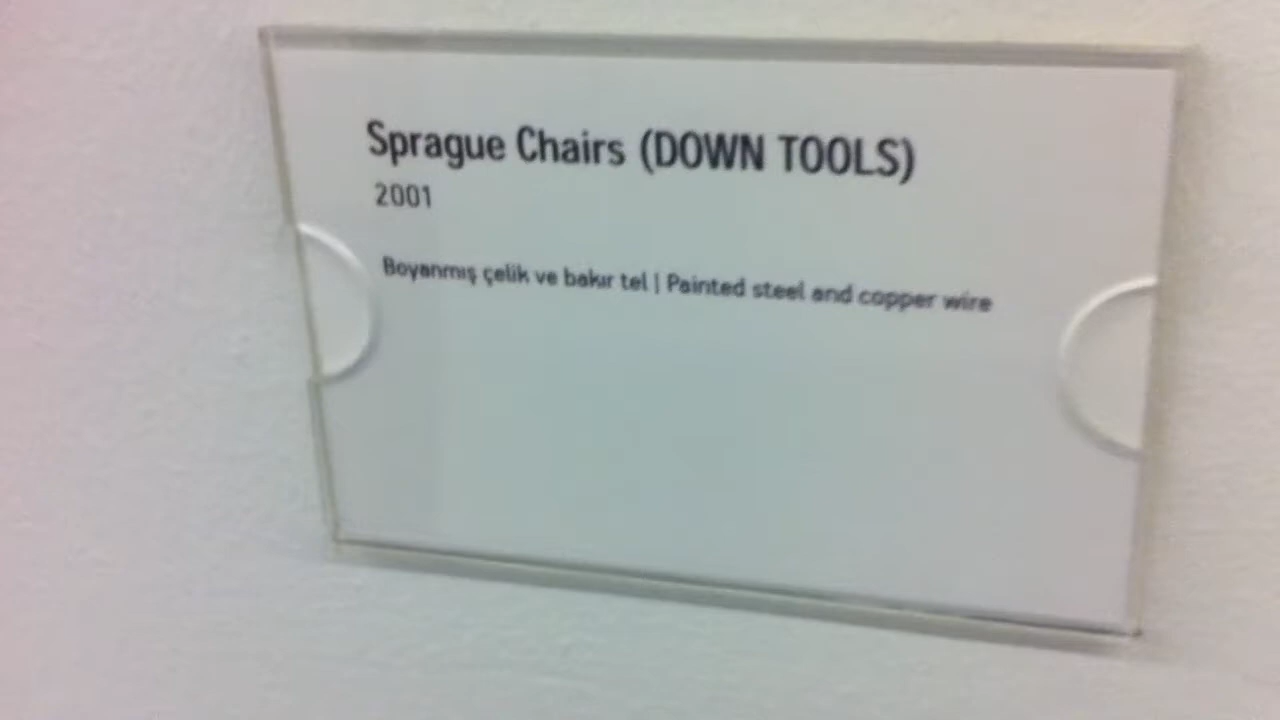 Sprague Chairs (DOWN TOOLS)
2001
Boyanmış çelik ve bakır tel | Painted steel and copper wire